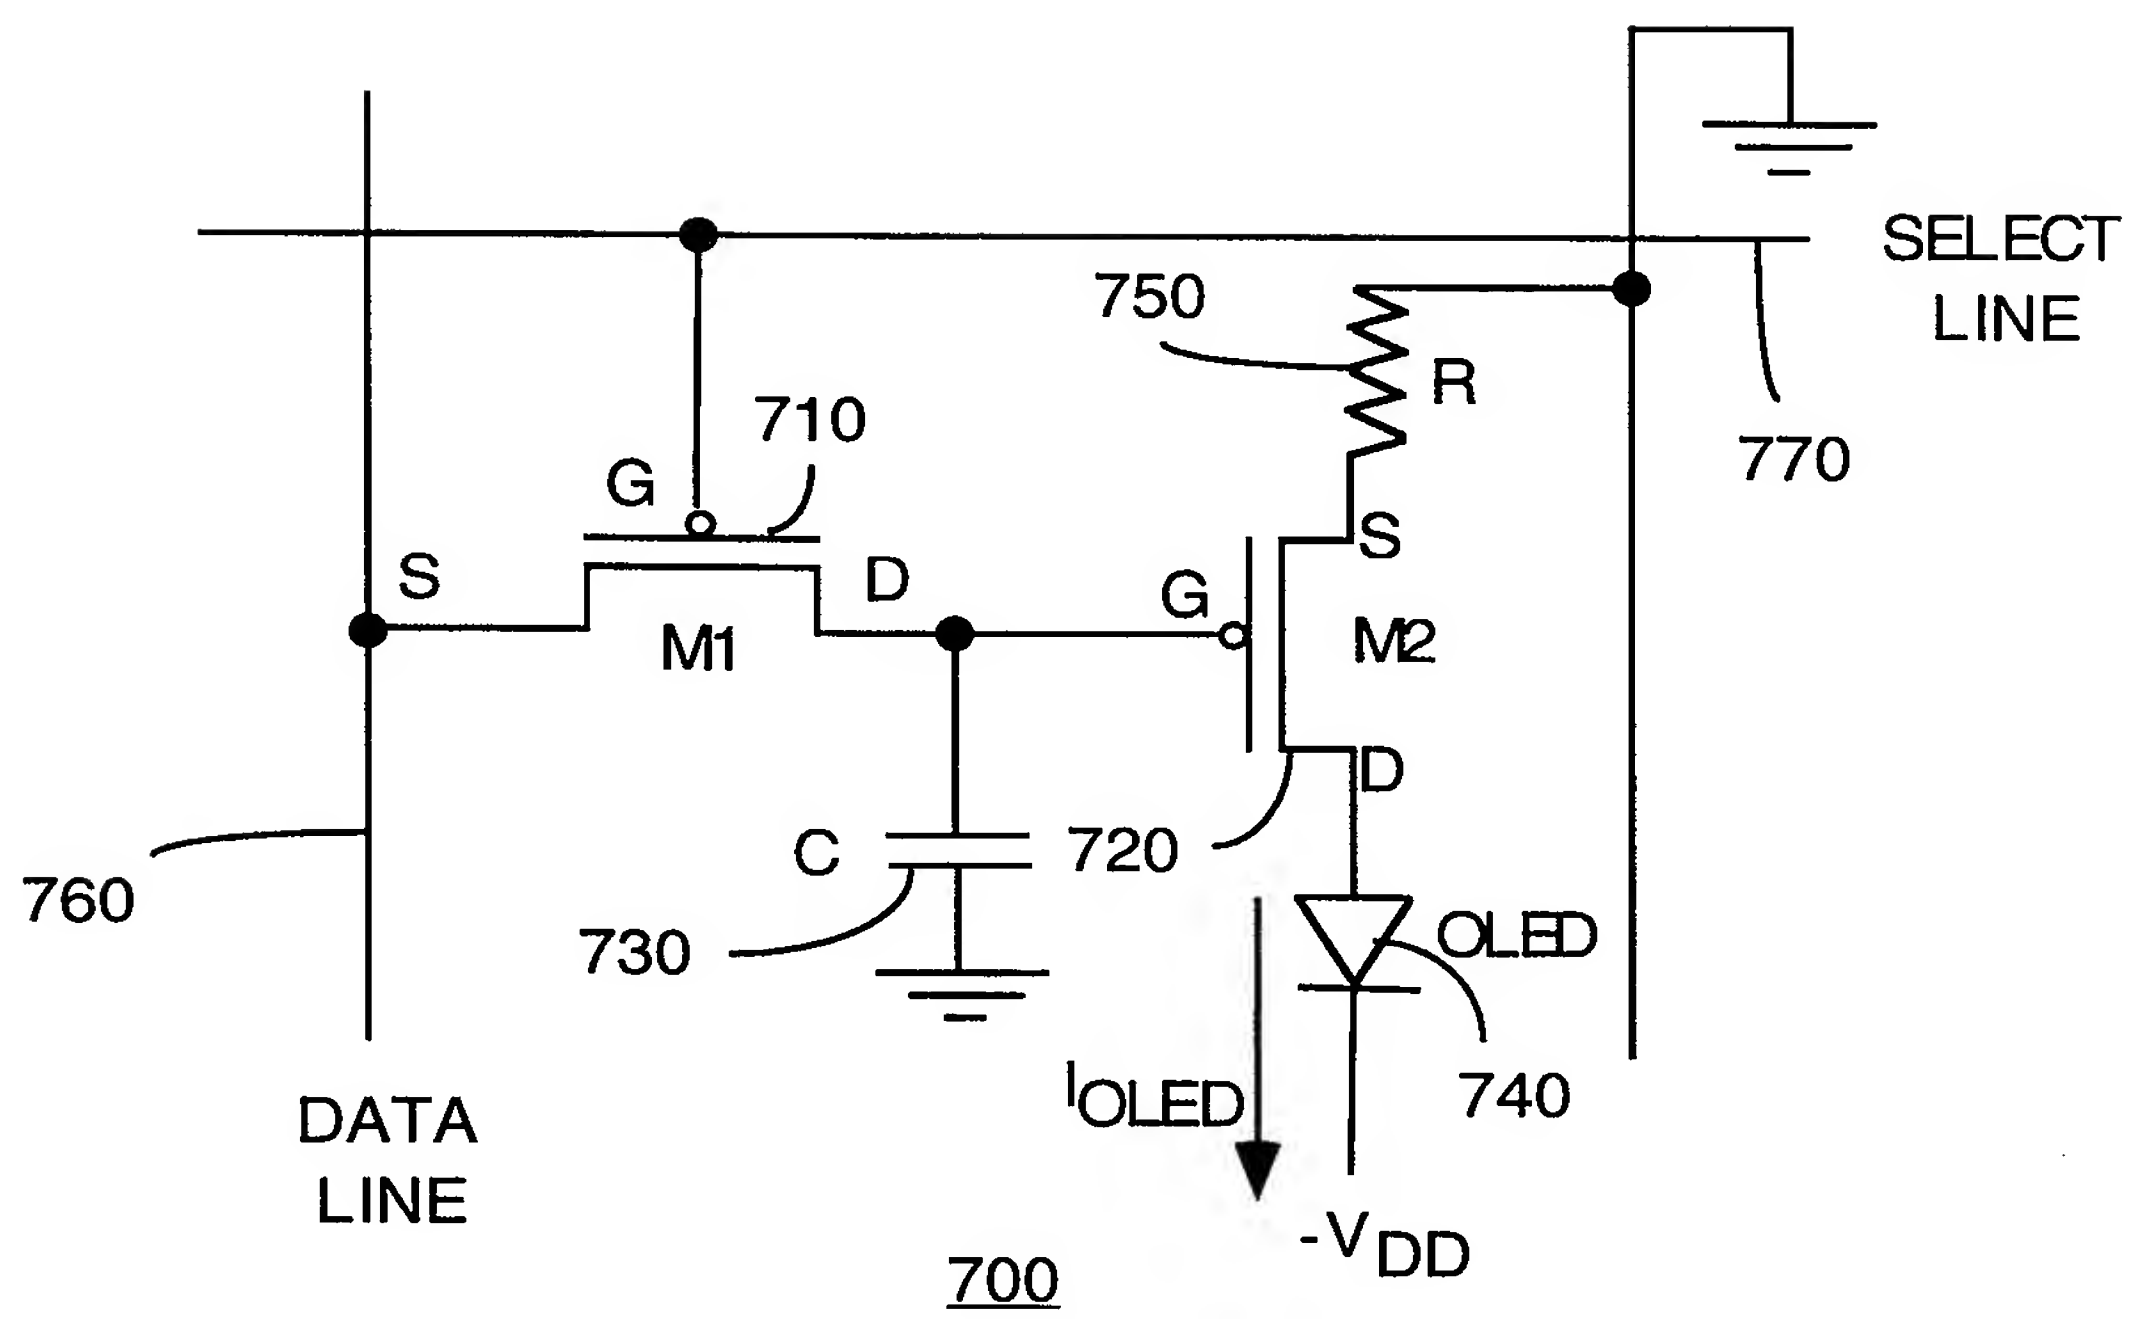 SELECT
LINE
750
R
710
770
G
S
S
D
G
M1
M2
D
C
720
760
730
OLED
IOLED
740
DATA
LINE
-VDD
700